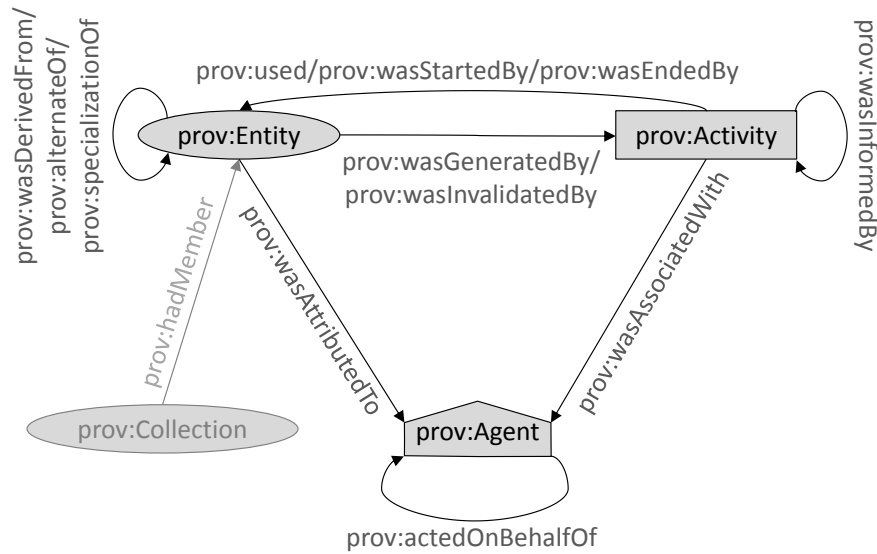 prov:wasDerivedFrom/
prov:alternateOf/
prov:specializationOf
prov:used/prov:wasStartedBy/prov:wasEndedBy
prov:Entity
prov:Activity
prov:wasInformedBy
prov:wasGeneratedBy/
prov:wasInvalidatedBy
prov:hadMember
prov:wasAttributedTo
prov:wasAssociatedWith
prov:Collection
prov:Agent
prov:actedOnBehalfOf